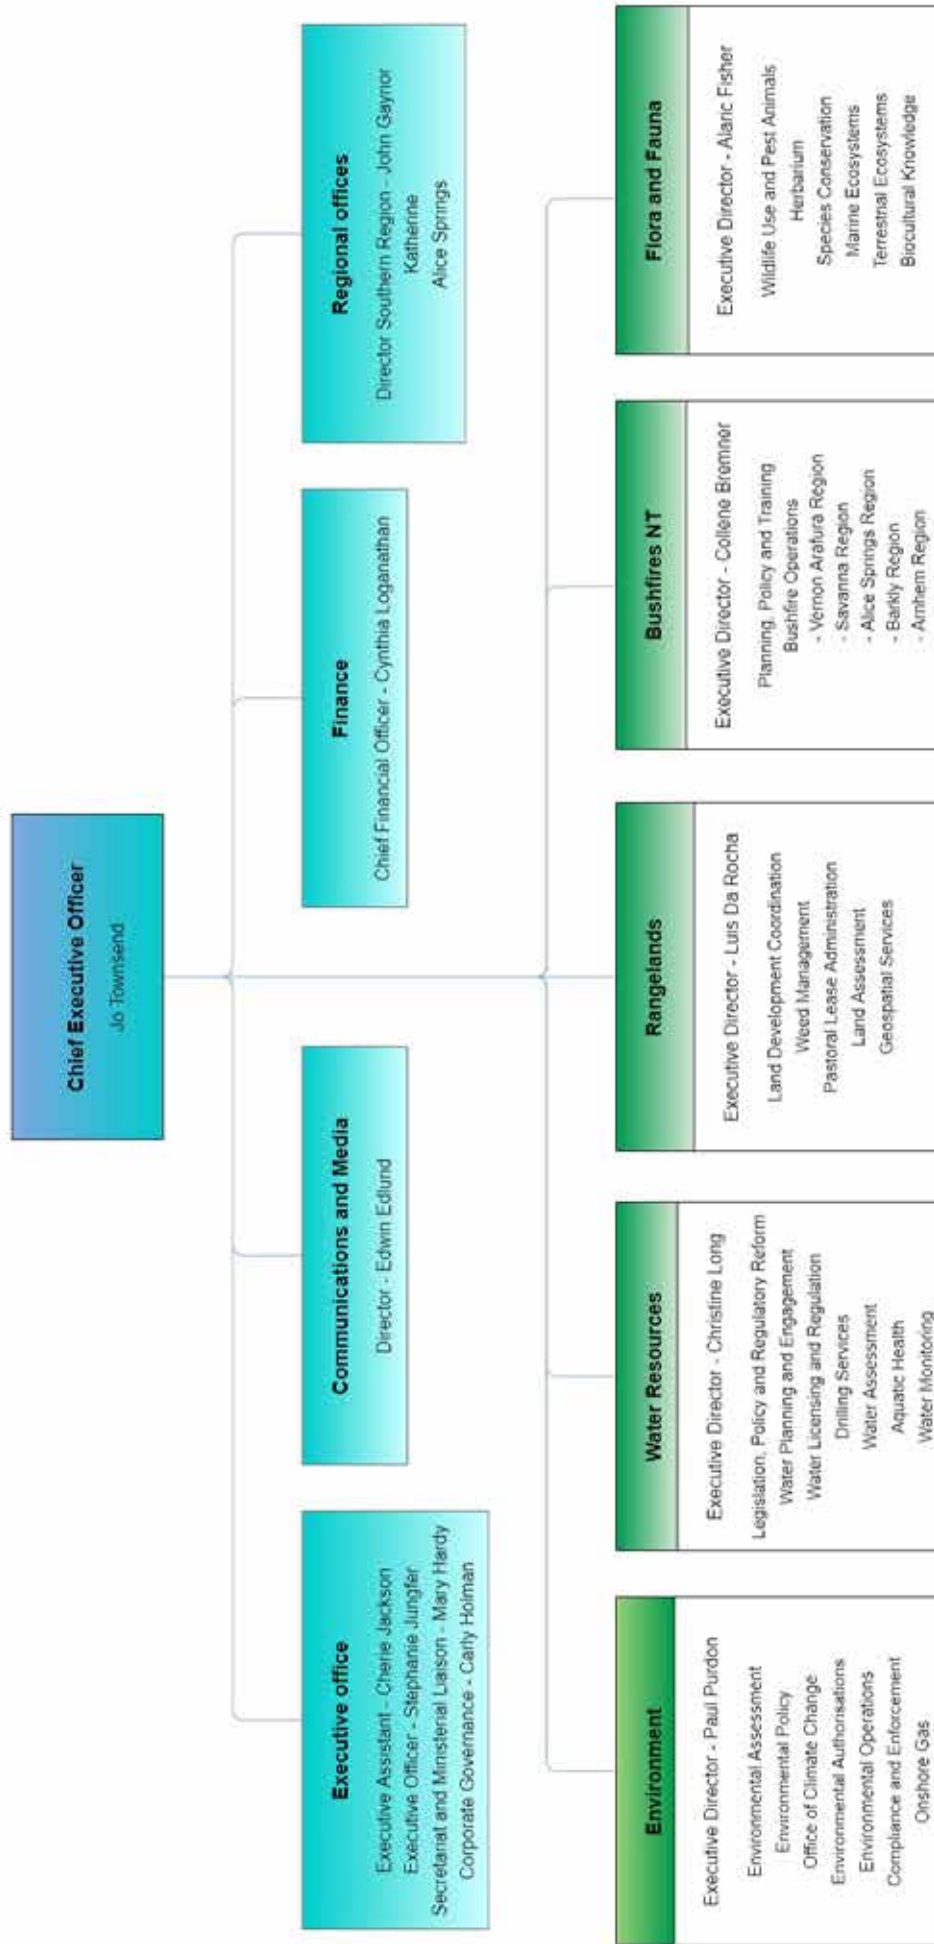 Chief Executive Officer
Jo Townsend
Executive office
Executive Assistant - Cherie Jackson
Executive Officer - Stephanie Jungfer
Secretariat and Ministerial Liaison - Mary Hardy
Corporate Governance - Carly Holman
Communications and Media
Director - Edwin Edlund
Finance
Chief Financial Officer - Cynthia Loganathan
Regional offices
Director Southern Region - John Gaynor
Katherine
Alice Springs
Environment
Executive Director - Paul Purdon
Environmental Assessment
Environmental Policy
Office of Climate Change
Environmental Authorisations
Environmental Operations
Compliance and Enforcement
Onshore Gas
Water Resources
Executive Director - Christine Long
Legislation, Policy and Regulatory Reform
Water Planning and Engagement
Water Licensing and Regulation
Drilling Services
Water Assessment
Aquatic Health
Water Monitoring
Rangelands
Executive Director - Luis Da Rocha
Land Development Coordination
Weed Management
Pastoral Lease Administration
Land Assessment
Geospatial Services
Bushfires NT
Executive Director - Collene Bremner
Planning, Policy and Training
Bushfire Operations
- Vernon Arafura Region
- Savanna Region
- Alice Springs Region
- Barkly Region
- Arnhem Region
Flora and Fauna
Executive Director - Alaric Fisher
Wildlife Use and Pest Animals
Herbarium
Species Conservation
Marine Ecosystems
Terrestrial Ecosystems
Biocultural Knowledge